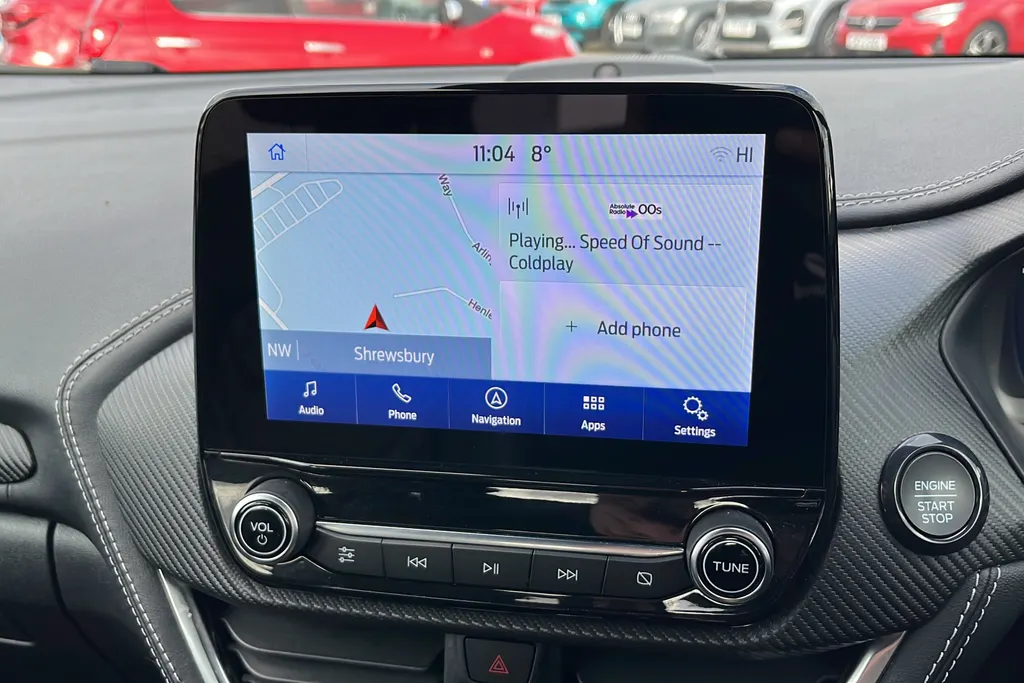 11:04 8°
HI
Way
Arlin
Henle
Absolute
Radio 00s
Playing... Speed Of Sound --
Coldplay
+ Add phone
NW
Shrewsbury
Audio
Phone
Navigation
Apps
Settings
VOL
TUNE
ENGINE
START
STOP